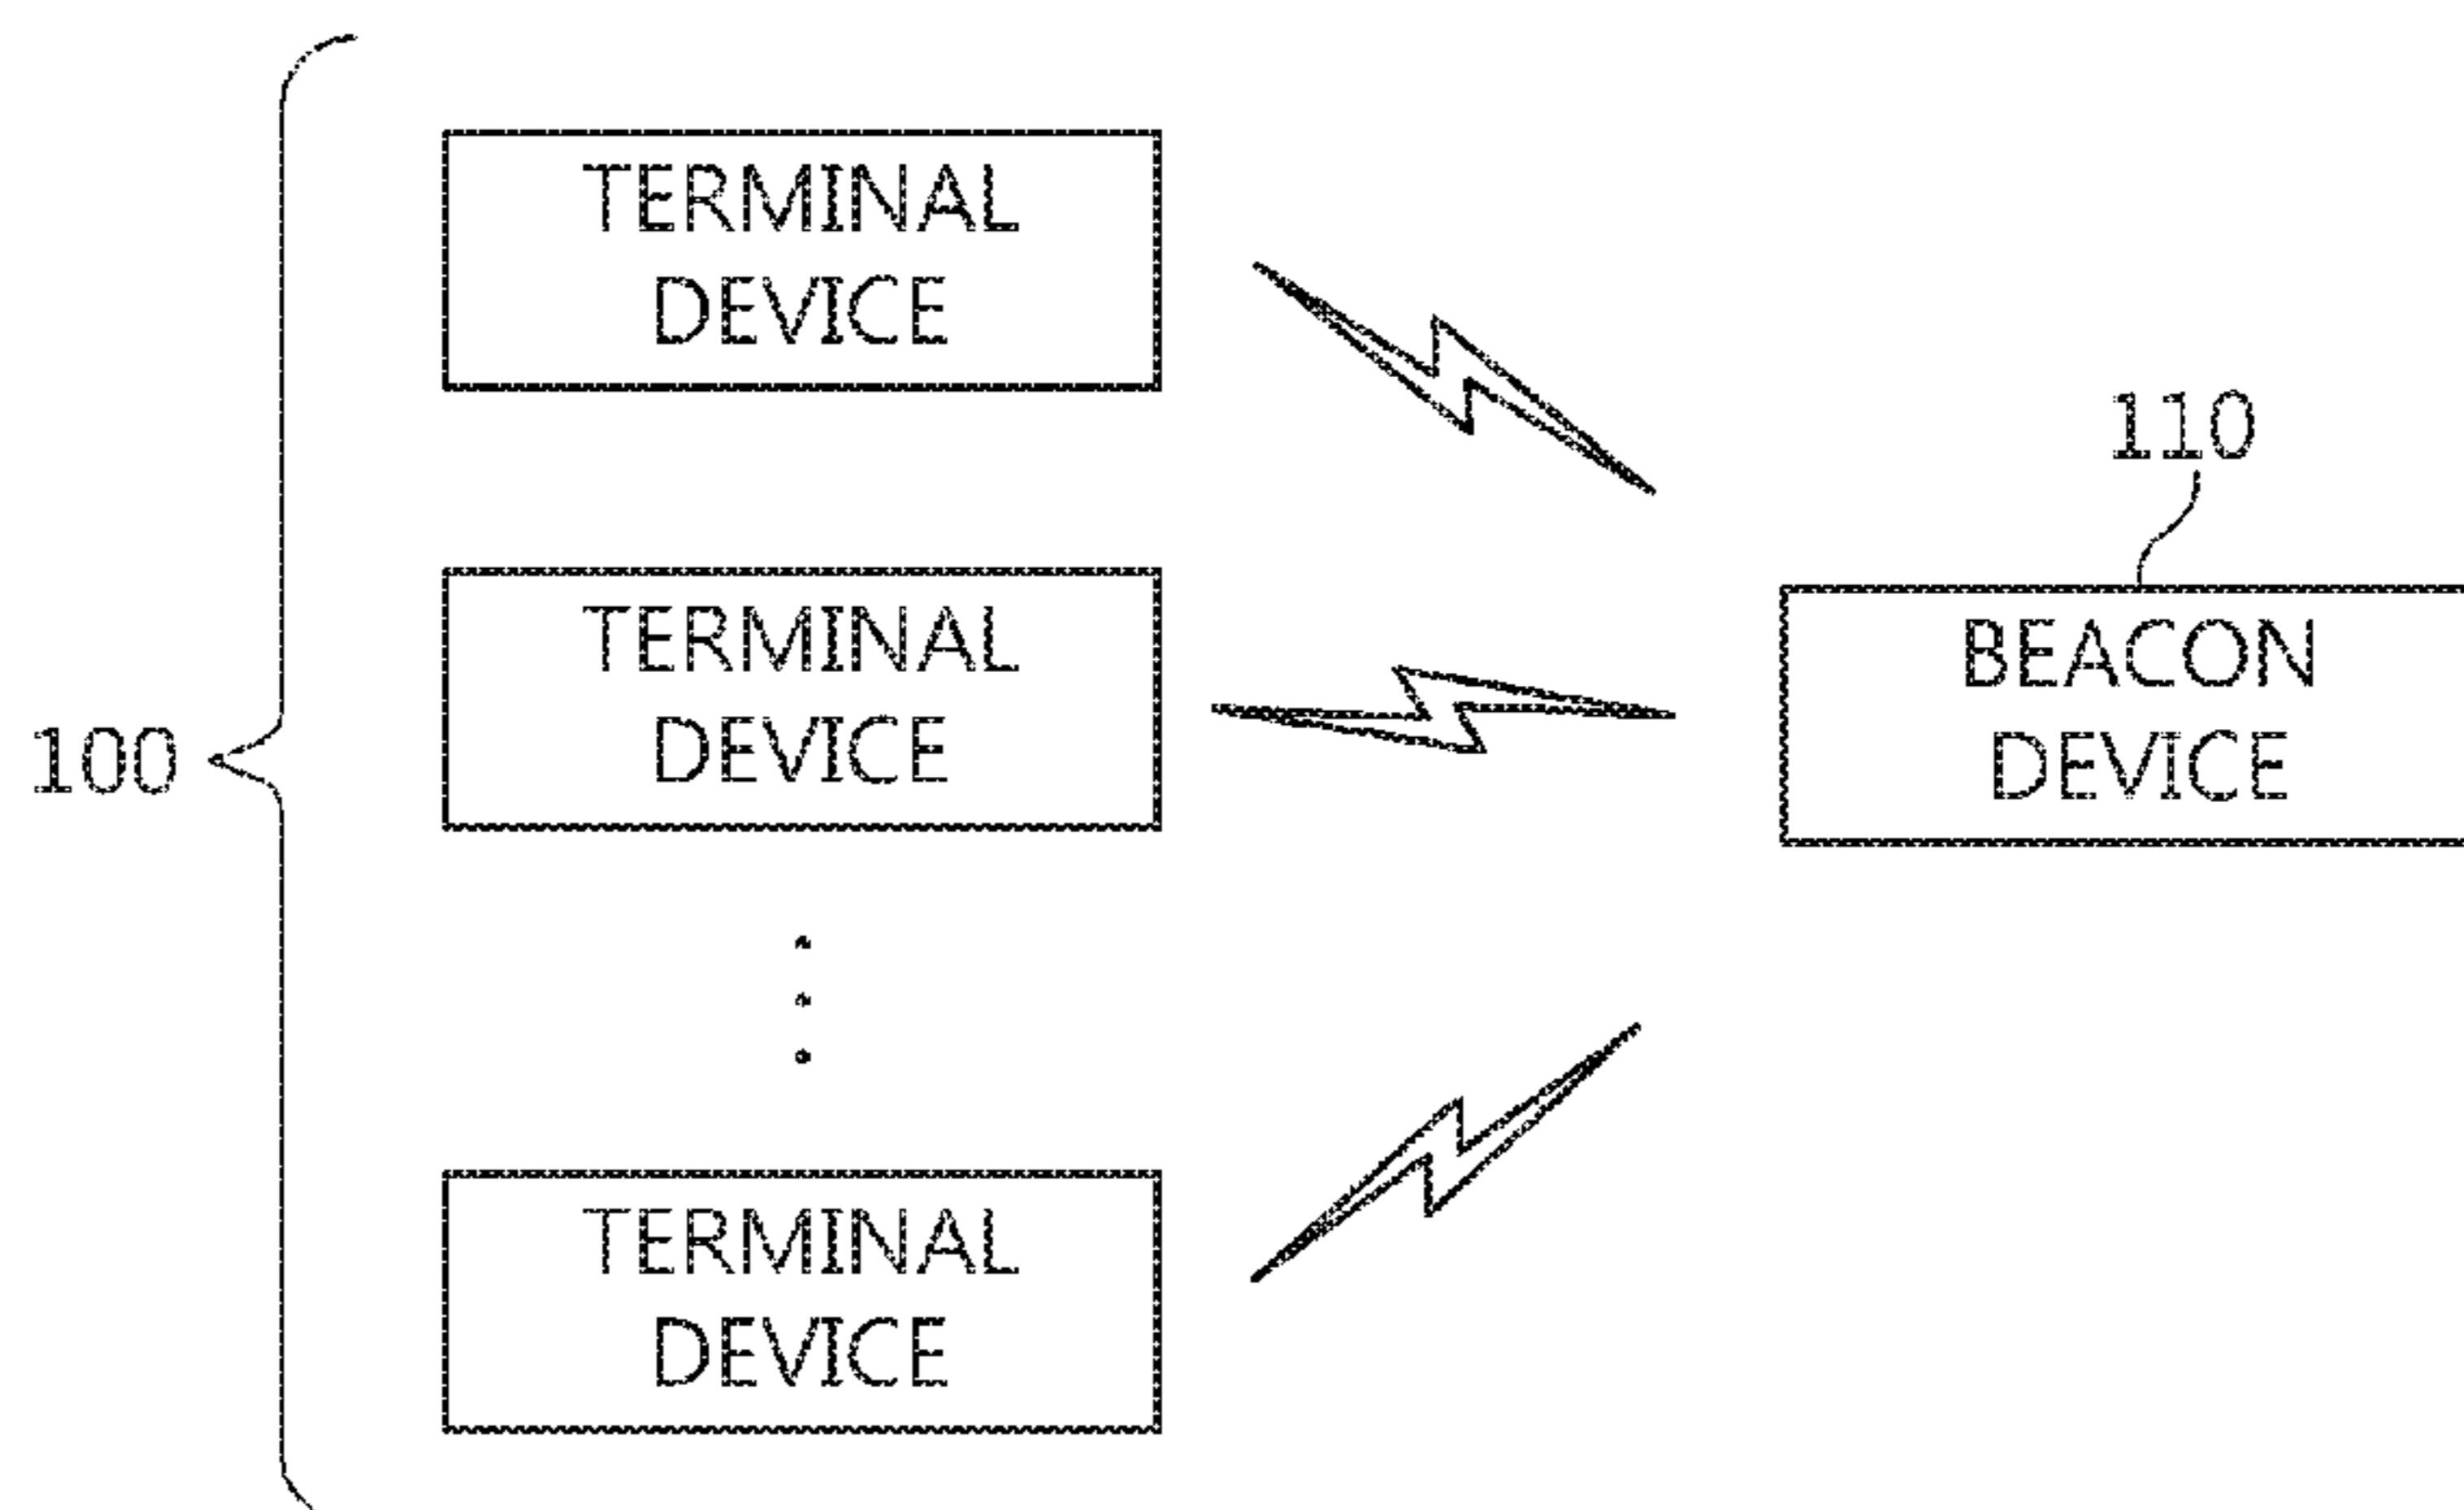 TERMINAL
DEVICE
110
TERMINAL
DEVICE
BEACON
DEVICE
100
TERMINAL
DEVICE